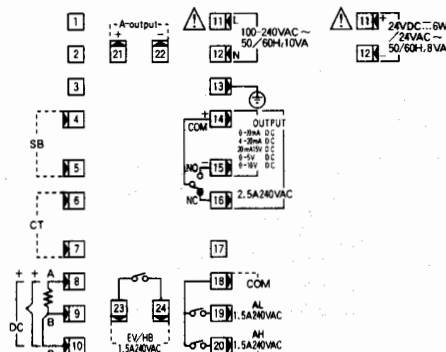 1 A-output 11 L 11 +
+ − 100-240VAC~ 24VDC⎓6W
2 21 22 12 N 50/60H,10VA 12 − /24VAC~
50/60H,8VA
3 13
4 COM + 14 OUTPUT
0-20mA DC
4-20mA DC
SB 20mA15V DC
0-5V DC
5 NO − 15 0-10V DC
6 NC 16 2.5A240VAC
CT
7 17
+ + A 8 18 COM
23 24 AL
DC B 9 19 1.5A240VAC
EV/HB AH
10 1.5A240VAC 20 1.5A240VAC